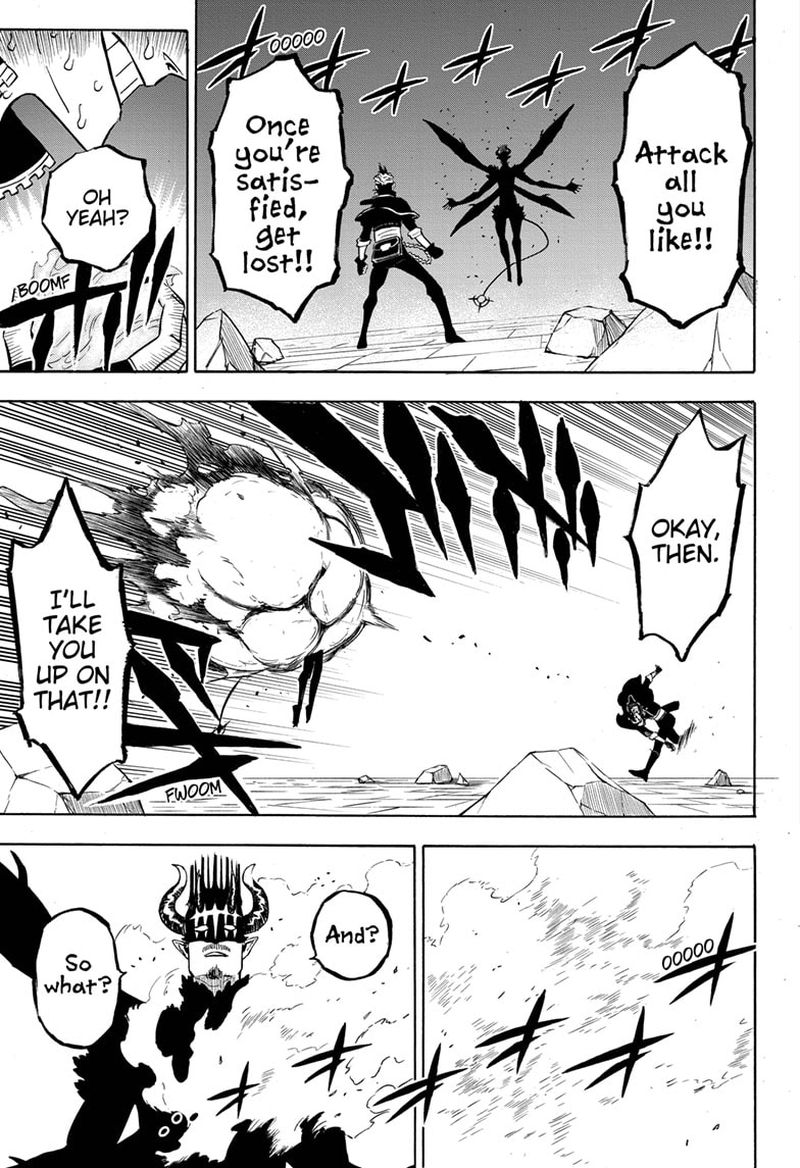 OOOOO
Attack
all
you
like!!
Once
you're
satis-
fied,
get
lost!!
OH
YEAH?
BOOMF
OKAY,
THEN.
I'LL
TAKE
YOU
UP ON
THAT!!
FWOOM
OOOOO
And?
So
what?